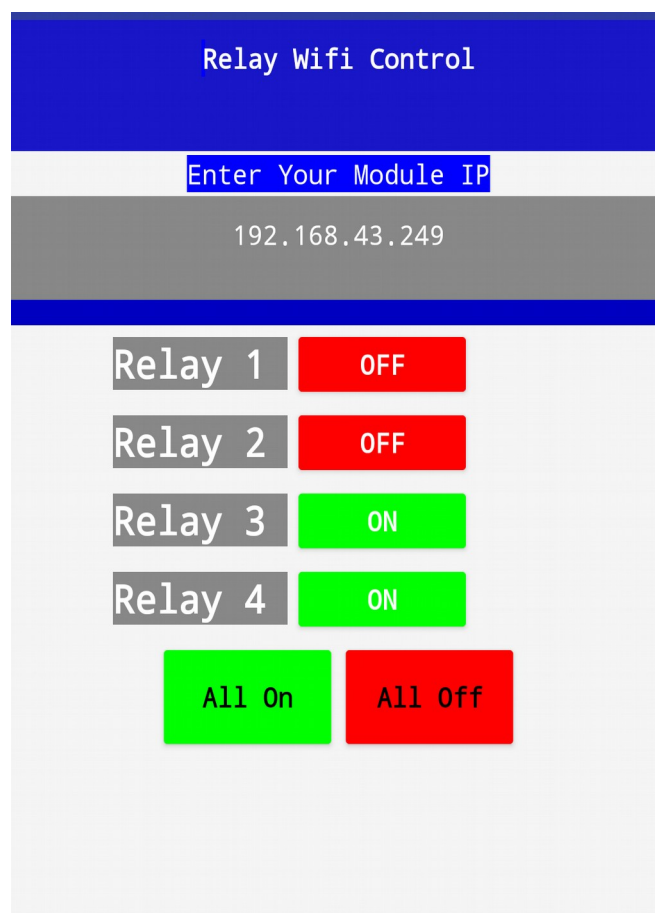 Relay Wifi Control
Enter Your Module IP
192.168.43.249
Relay 1 OFF
Relay 2 OFF
Relay 3 ON
Relay 4 ON
All On All Off